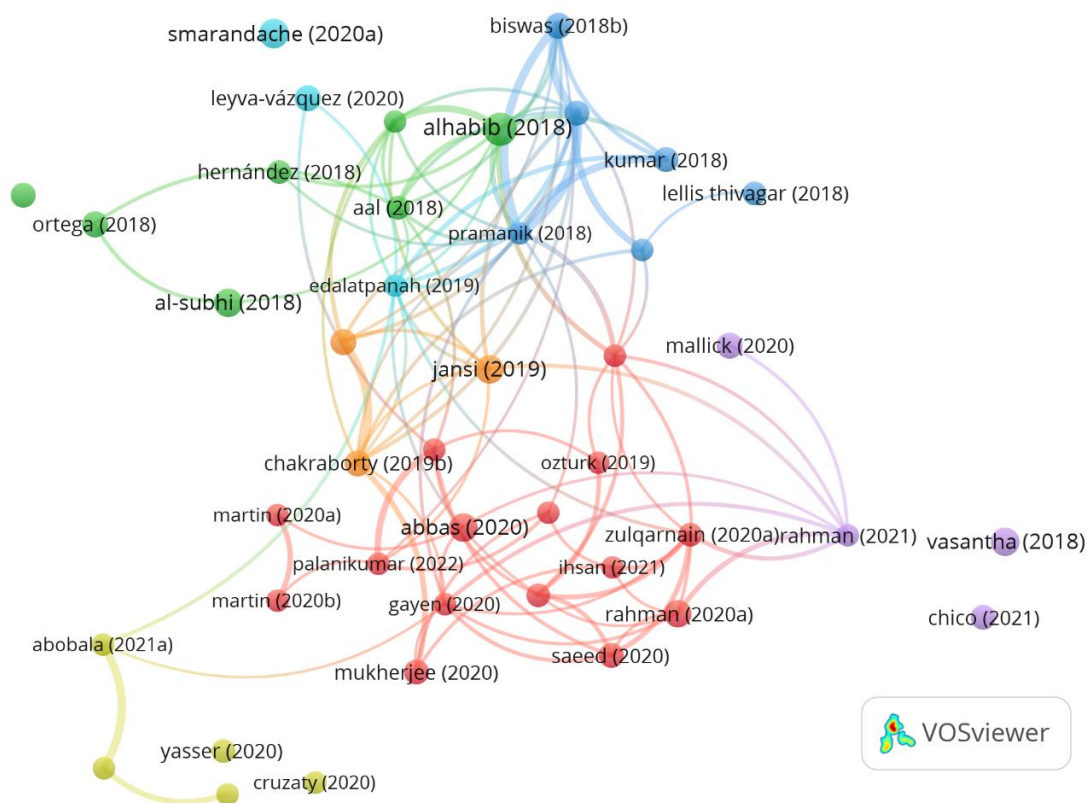 biswas (2018b)
smarandache (2020a)
leyva-vázquez (2020)
alhabib (2018)
kumar (2018)
hernández (2018)
lellis thivagar (2018)
aal (2018)
ortega (2018)
pramanik (2018)
edalatpanah (2019)
al-subhi (2018)
mallick (2020)
jansi (2019)
chakraborty (2019b)
ozturk (2019)
martin (2020a)
abbas (2020)
zulqarnain (2020a)
rahman (2021)
vasantha (2018)
palanikumar (2022)
ihsan (2021)
martin (2020b)
gayen (2020)
rahman (2020a)
chico (2021)
abobala (2021a)
saeed (2020)
mukherjee (2020)
VOSviewer
yasser (2020)
cruzaty (2020)